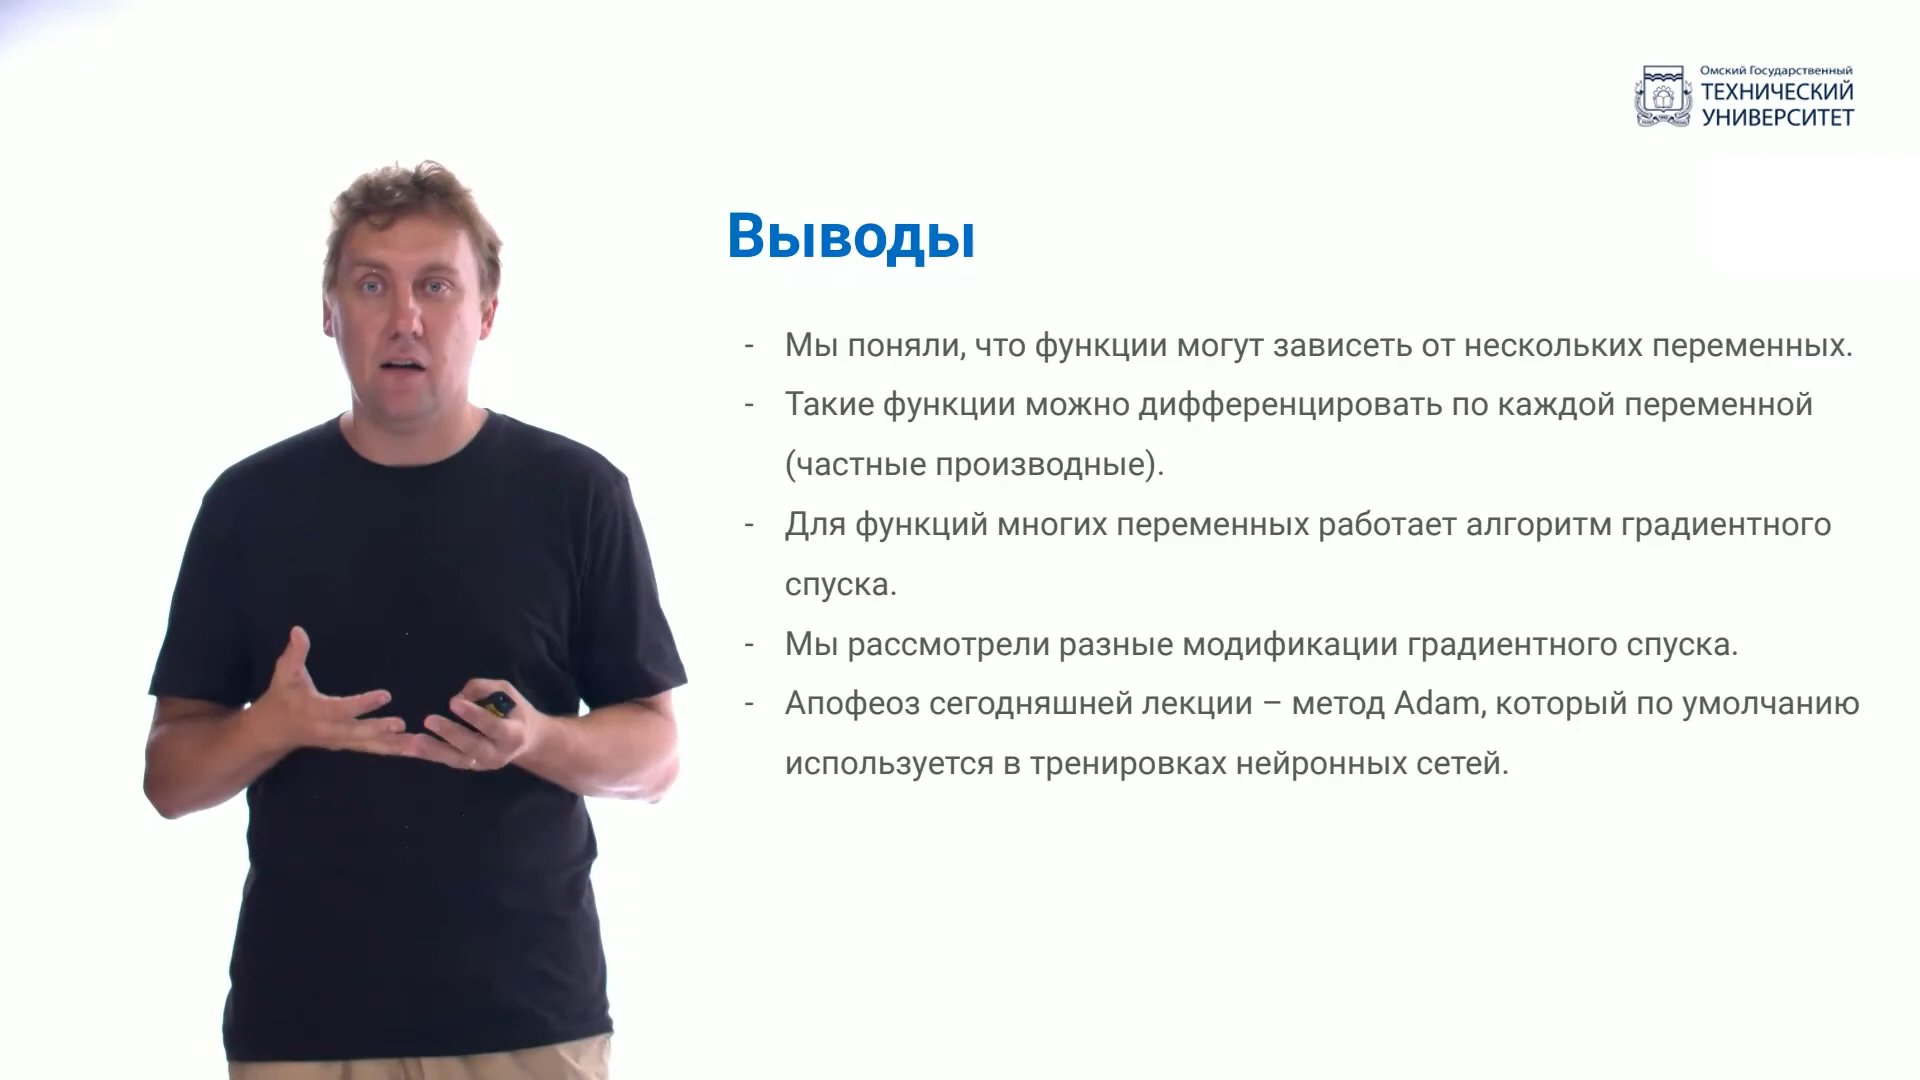 Омский Государственный
ТЕХНИЧЕСКИЙ
УНИВЕРСИТЕТ
Выводы
- Мы поняли, что функции могут зависеть от нескольких переменных.
- Такие функции можно дифференцировать по каждой переменной
(частные производные).
- Для функций многих переменных работает алгоритм градиентного
спуска.
- Мы рассмотрели разные модификации градиентного спуска.
- Апофеоз сегодняшней лекции – метод Adam, который по умолчанию
используется в тренировках нейронных сетей.